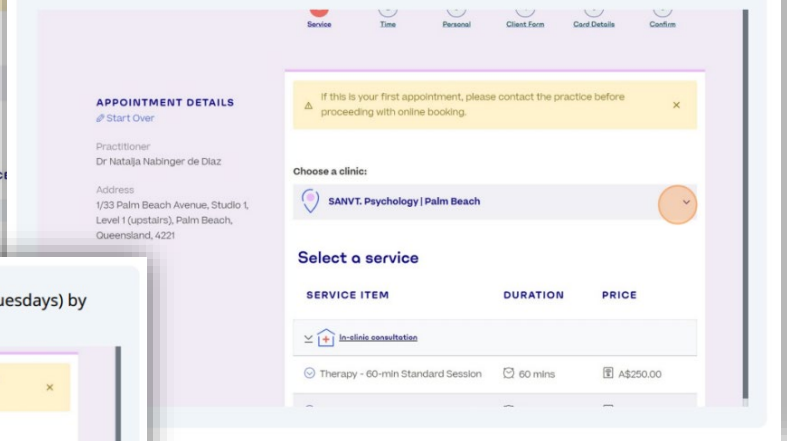 Service Time Personal Client Form Card Details Confirm
APPOINTMENT DETAILS
Start Over
Practitioner
Dr Natalja Nabinger de Diaz
Address
1/33 Palm Beach Avenue, Studio 1,
Level 1 (upstairs), Palm Beach,
Queensland, 4221
If this is your first appointment, please contact the practice before
proceeding with online booking.
Choose a clinic:
SANVT. Psychology | Palm Beach
Select a service
SERVICE ITEM DURATION PRICE
In-clinic consultation
Therapy - 60-min Standard Session 60 mins A$250.00
uesdays) by